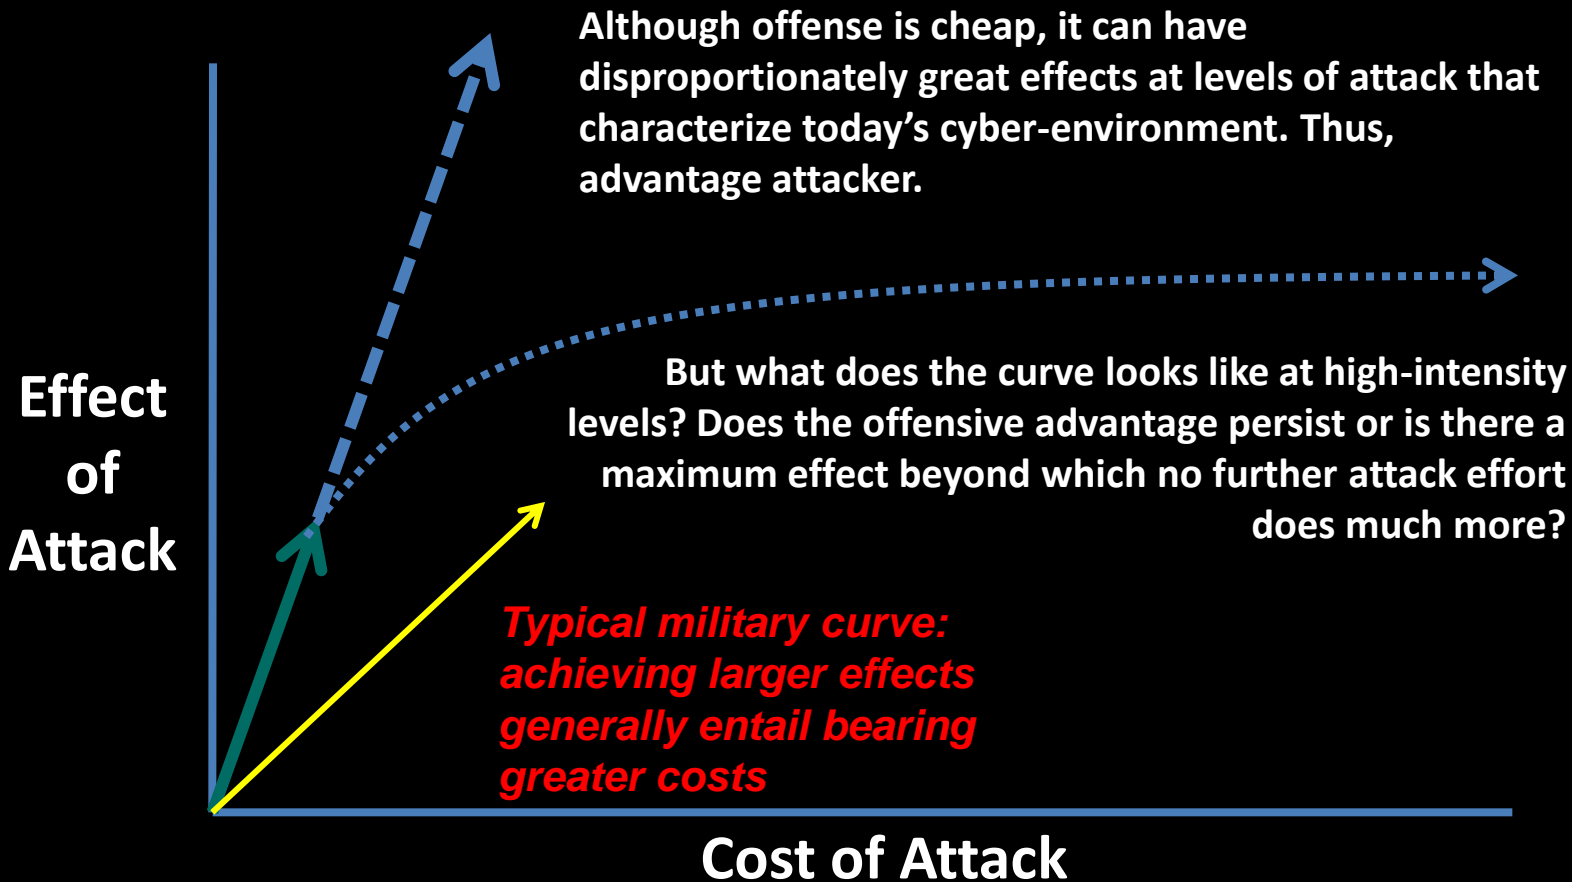 Although offense is cheap, it can have
disproportionately great effects at levels of attack that
characterize today’s cyber-environment. Thus,
advantage attacker.
But what does the curve looks like at high-intensity
levels? Does the offensive advantage persist or is there a
maximum effect beyond which no further attack effort
does much more?
Effect
of
Attack
Typical military curve:
achieving larger effects
generally entail bearing
greater costs
Cost of Attack